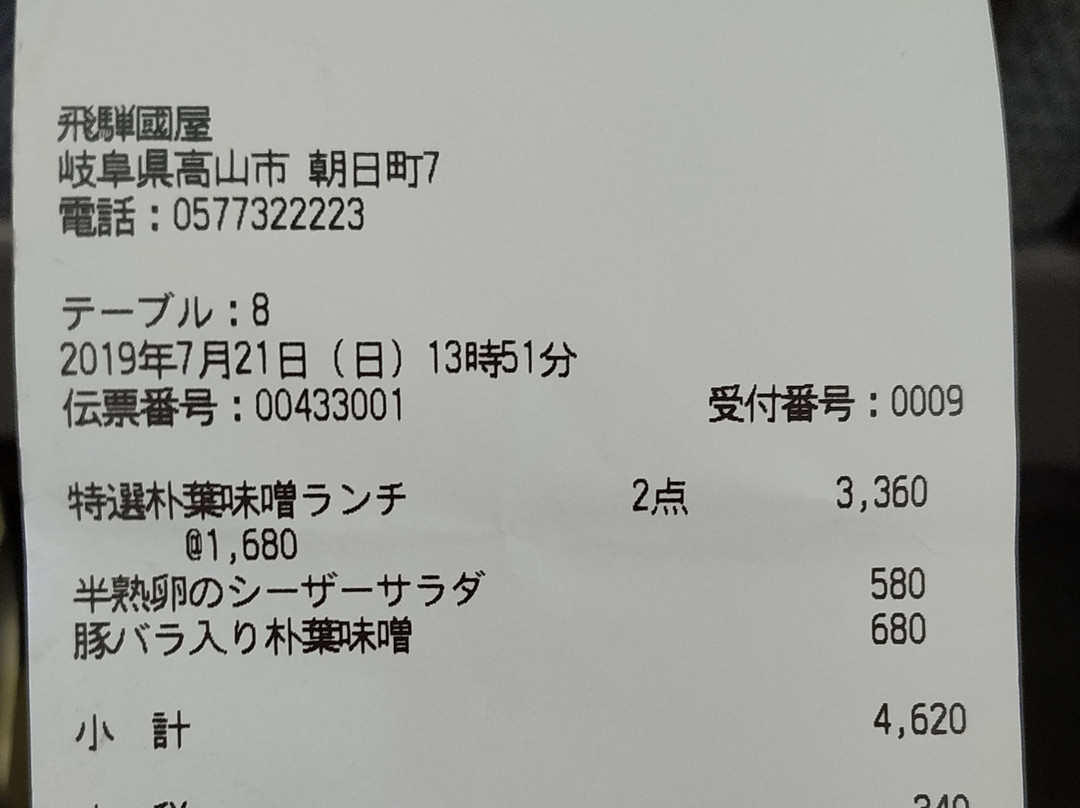 飛騨國屋
岐阜県高山市 朝日町7
電話：0577322223
テーブル：8
2019年7月21日（日）13時51分
伝票番号：00433001 受付番号：0009
特選朴葉味噌ランチ 2点 3,360
@1,680
半熟卵のシーザーサラダ 580
豚バラ入り朴葉味噌 680
小 計 4,620